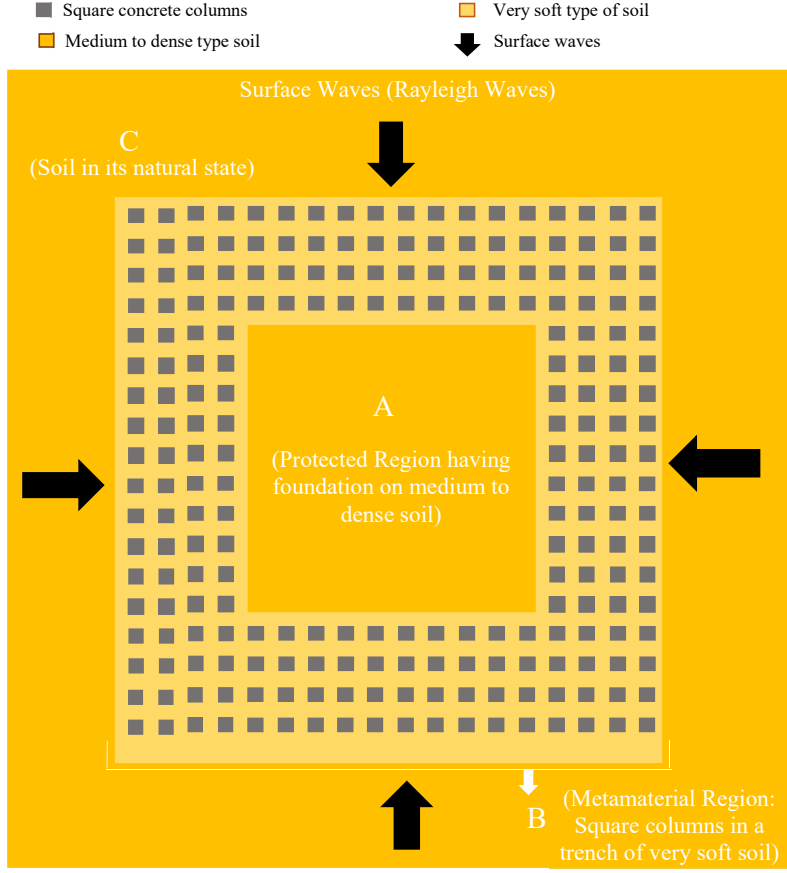 Square concrete columns
Very soft type of soil
Medium to dense type soil
Surface waves
Surface Waves (Rayleigh Waves)
C
(Soil in its natural state)
A
(Protected Region having
foundation on medium to
dense soil)
B
(Metamaterial Region:
Square columns in a
trench of very soft soil)